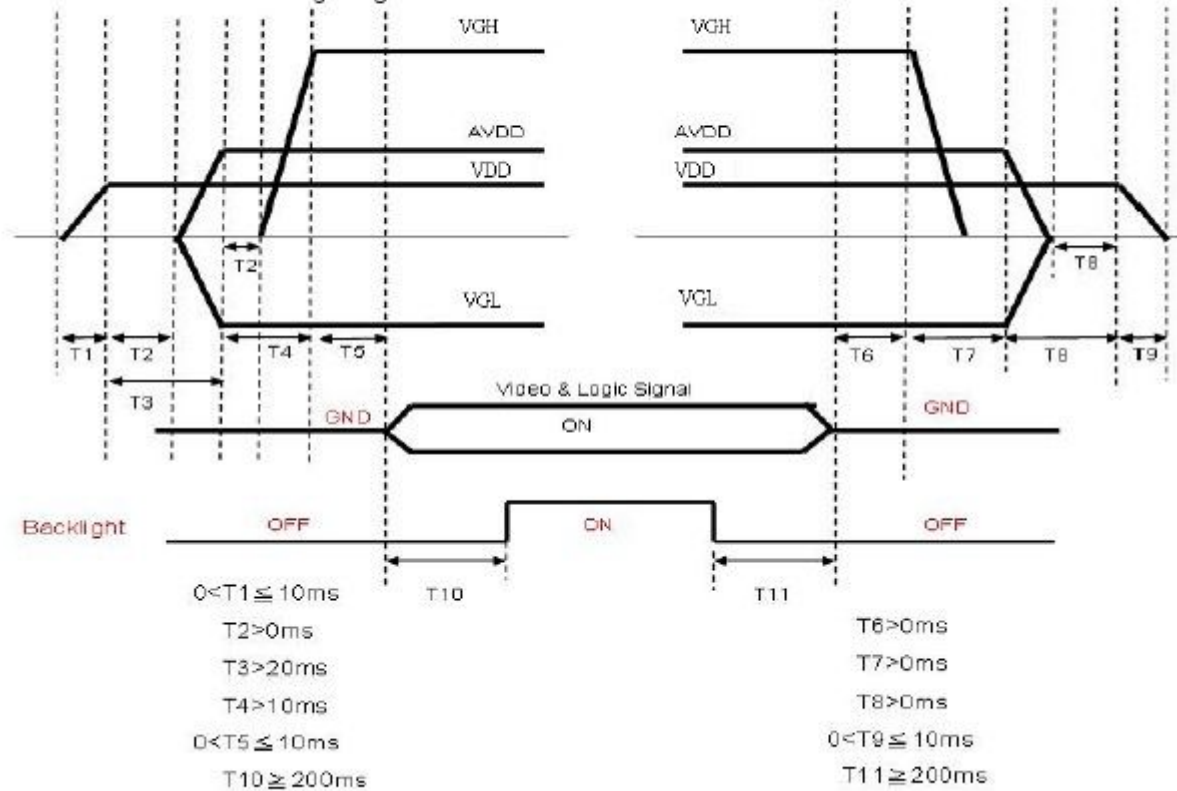 VGH
VGH
AVDD
AVDD
VDD
VDD
T2
T8
VGL
VGL
T1
T2
T4
T5
T6
T7
T8
T9
T3
Video & Logic Signal
GND
ON
GND
Backlight
OFF
ON
OFF
T10
T11
0<T1≦10ms
T2>0ms
T3>20ms
T4>10ms
0<T5≦10ms
T10≧200ms
T6>0ms
T7>0ms
T8>0ms
0<T9≦10ms
T11≧200ms